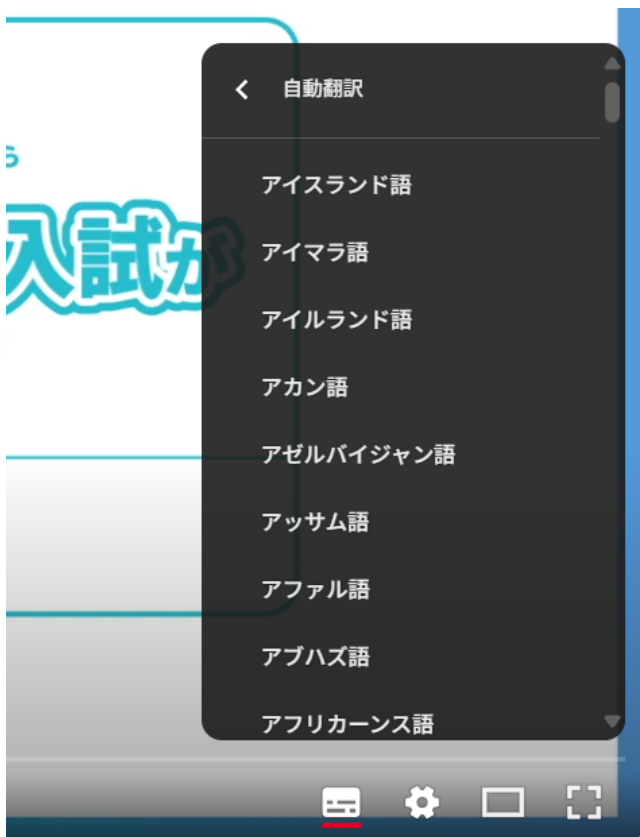 自動翻訳
ら
入試が
アイスランド語
アイマラ語
アイルランド語
アカン語
アゼルバイジャン語
アッサム語
アファル語
アブハズ語
アフリカーンス語